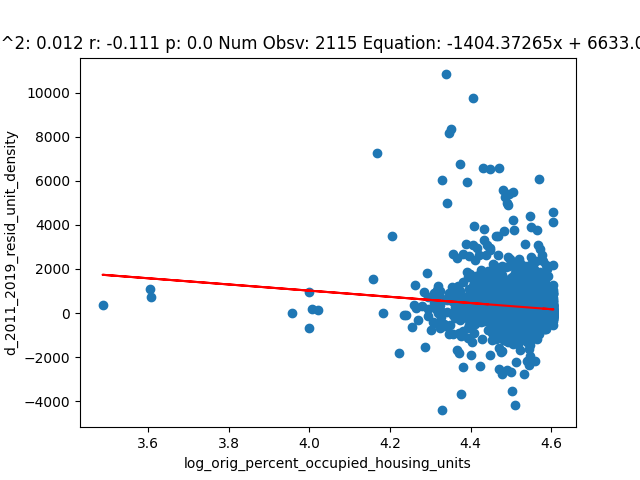 ^2: 0.012 r: -0.111 p: 0.0 Num Obsv: 2115 Equation: -1404.37265x + 6633.0
d_2011_2019_resid_unit_density
10000
8000
6000
4000
2000
0
−2000
−4000
3.6 3.8 4.0 4.2 4.4 4.6
log_orig_percent_occupied_housing_units